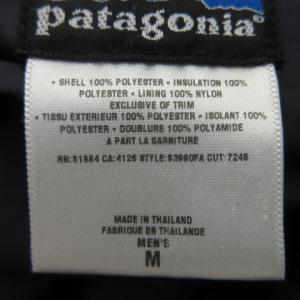 patagonia®
• SHELL 100% POLYESTER • INSULATION 100%
POLYESTER • LINING 100% NYLON
EXCLUSIVE OF TRIM
• TISSU EXTERIEUR 100% POLYESTER • ISOLANT 100%
POLYESTER • DOUBLURE 100% POLYAMIDE
A PART LA GARNITURE
RN:51884 CA:4126 STYLE:83990FA CUT:7248
MADE IN THAILAND
FABRIQUE EN THAILANDE
MEN'S
M